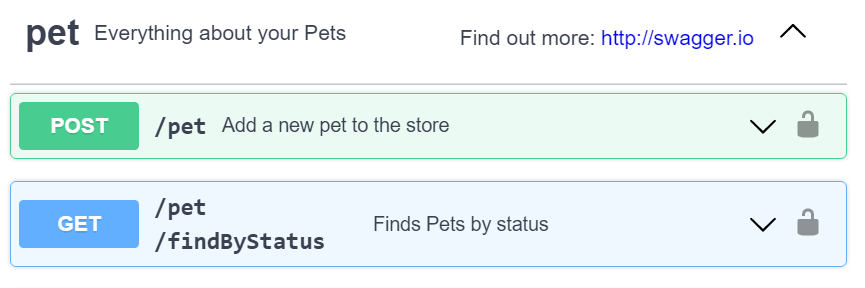 pet Everything about your Pets Find out more: http://swagger.io
POST /pet Add a new pet to the store
GET /pet
/findByStatus Finds Pets by status